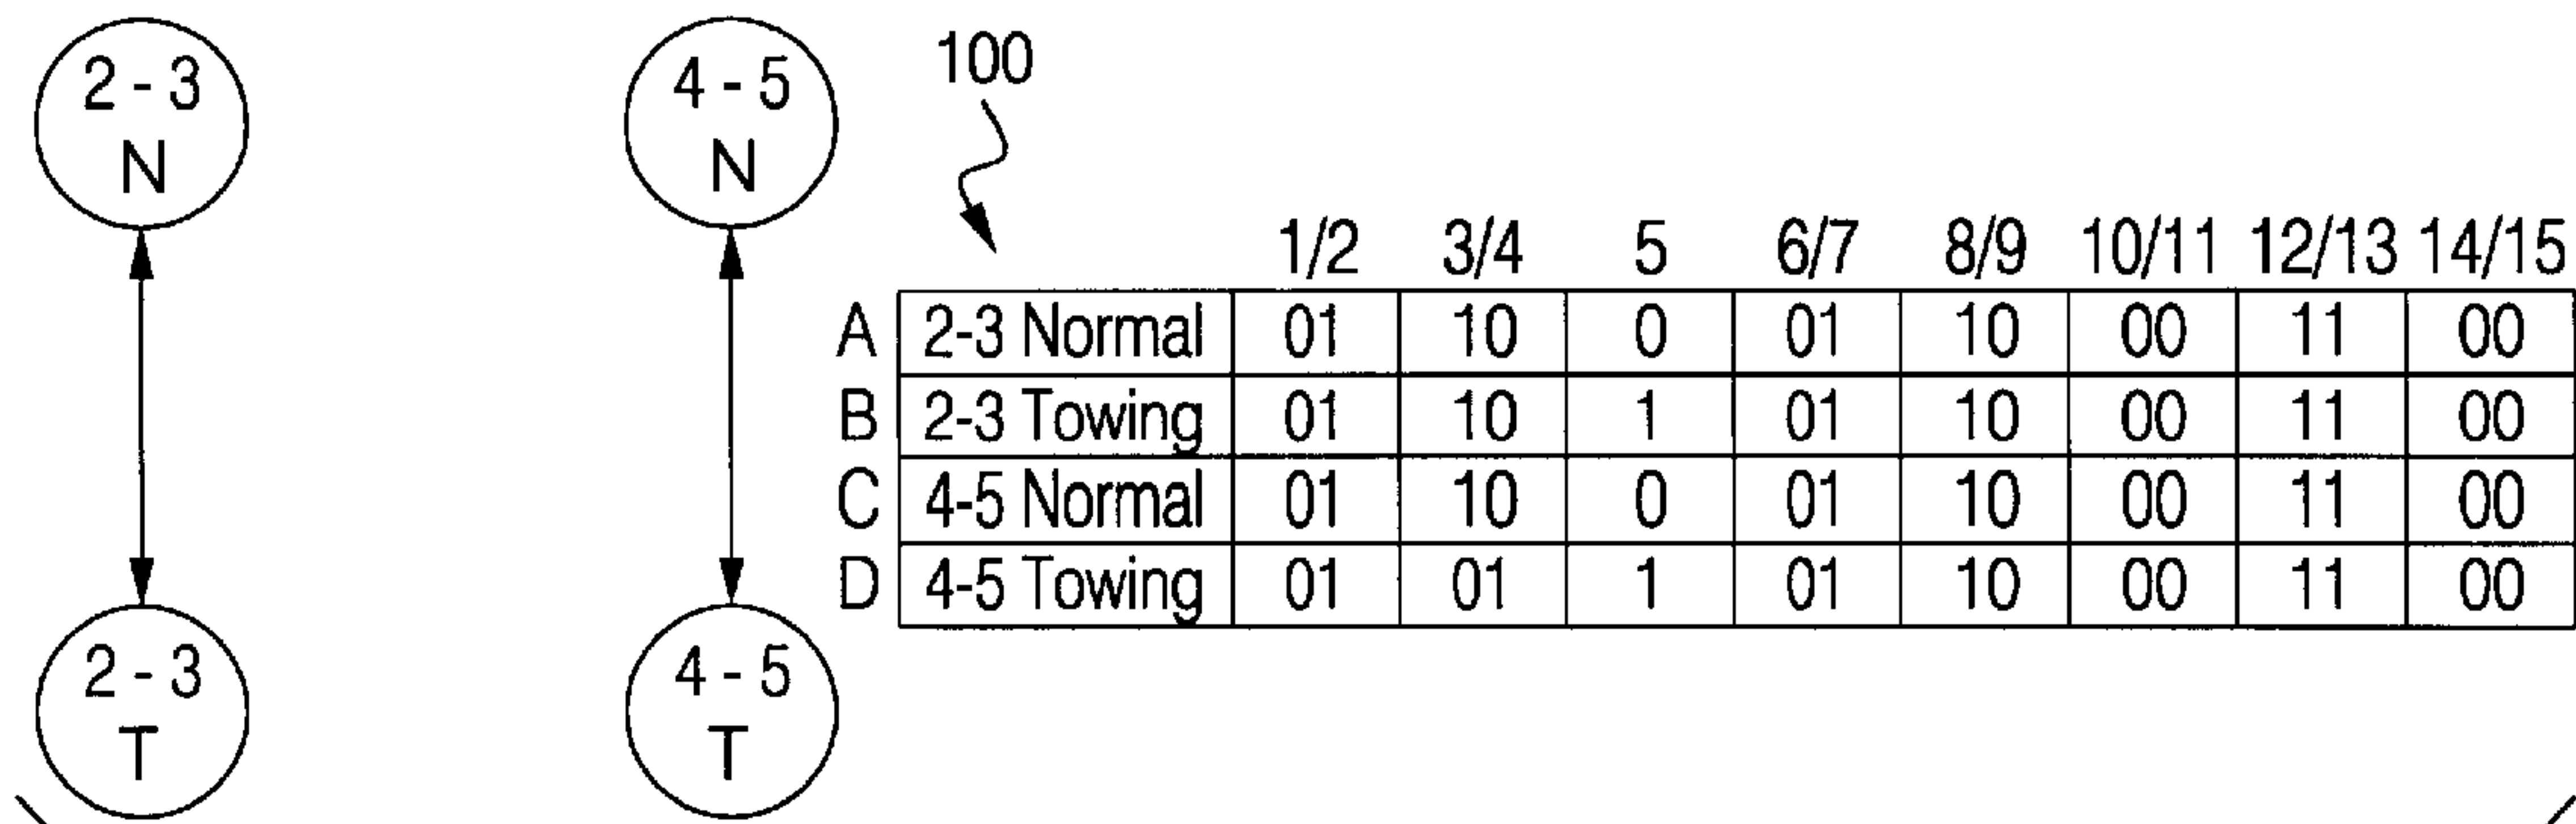 2 - 3
N
4 - 5
N
100
1/2 3/4 5 6/7 8/9 10/11 12/13 14/15
A 2-3 Normal 01 10 0 01 10 00 11 00
B 2-3 Towing 01 10 1 01 10 00 11 00
C 4-5 Normal 01 10 0 01 10 00 11 00
D 4-5 Towing 01 01 1 01 10 00 11 00
2 - 3
T
4 - 5
T